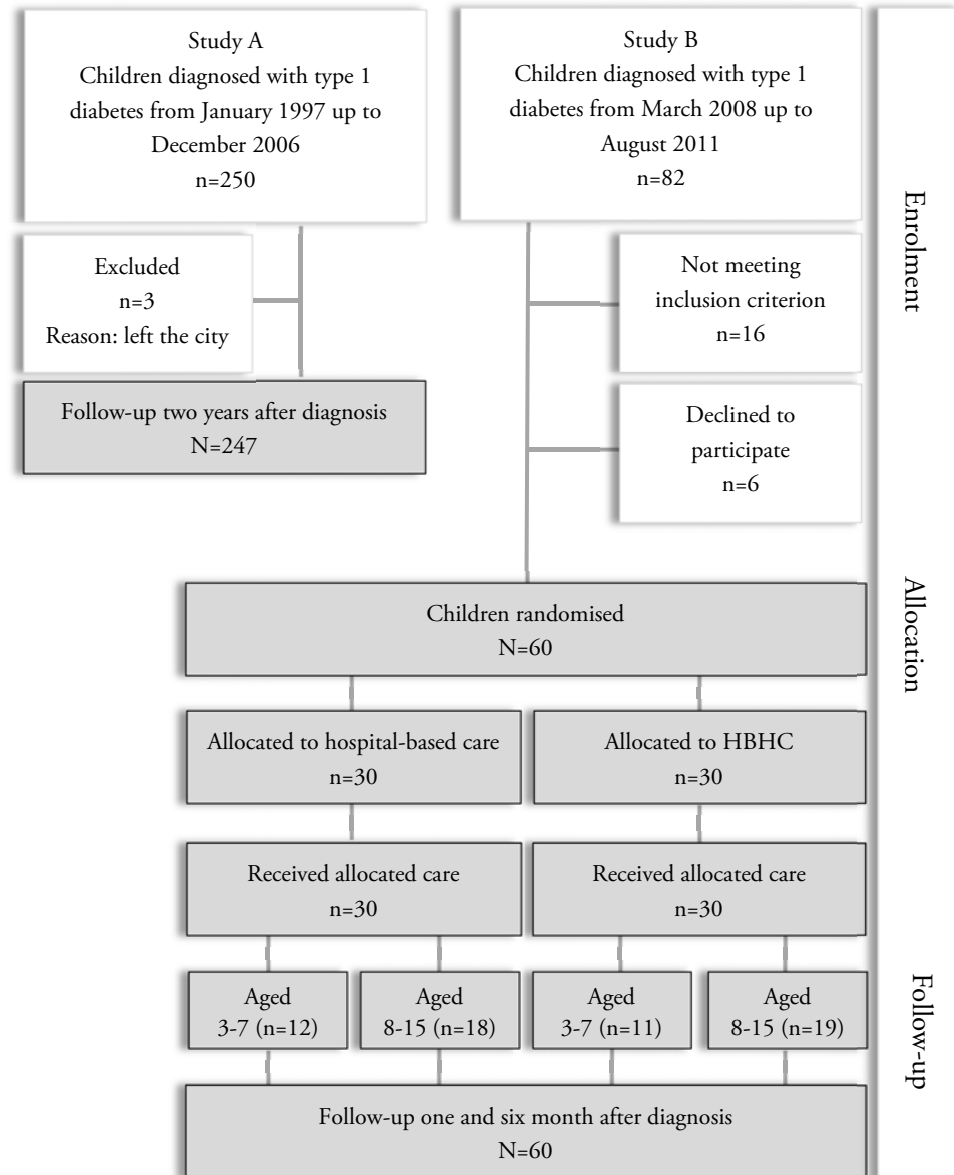 Study A
Children diagnosed with type 1
diabetes from January 1997 up to
December 2006
n=250
Study B
Children diagnosed with type 1
diabetes from March 2008 up to
August 2011
n=82
Enrolment
Excluded
n=3
Reason: left the city
Not meeting
inclusion criterion
n=16
Follow-up two years after diagnosis
N=247
Declined to
participate
n=6
Allocation
Children randomised
N=60
Allocated to hospital-based care
n=30
Allocated to HBHC
n=30
Received allocated care
n=30
Received allocated care
n=30
Follow-up
Aged
3-7 (n=12)
Aged
8-15 (n=18)
Aged
3-7 (n=11)
Aged
8-15 (n=19)
Follow-up one and six month after diagnosis
N=60